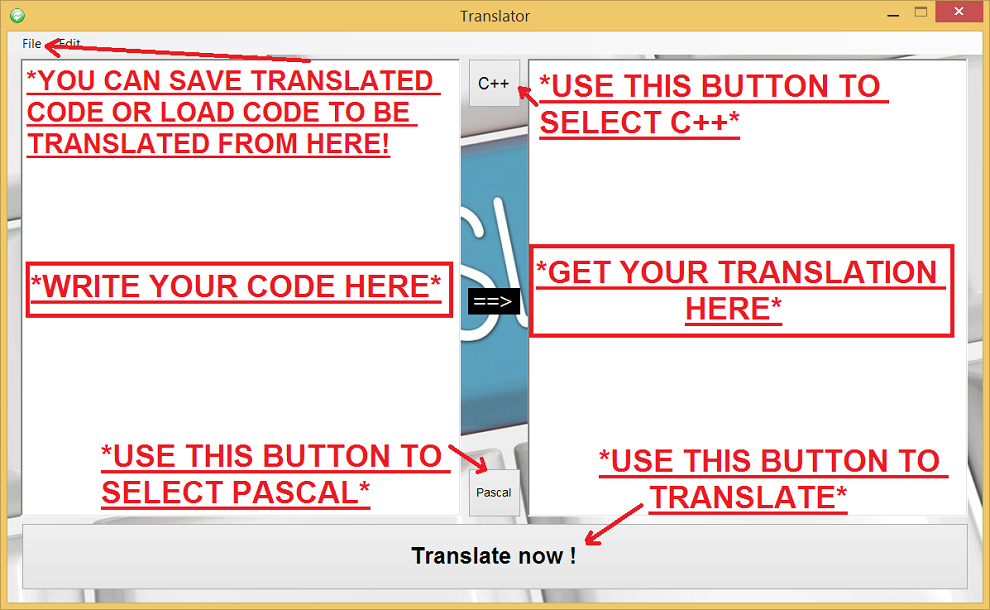 Translator
File Edit
*YOU CAN SAVE TRANSLATED
CODE OR LOAD CODE TO BE
TRANSLATED FROM HERE!
C++
*USE THIS BUTTON TO
SELECT C++*
*WRITE YOUR CODE HERE*
==>
*GET YOUR TRANSLATION
HERE*
*USE THIS BUTTON TO
SELECT PASCAL*
Pascal
*USE THIS BUTTON TO
TRANSLATE*
Translate now !